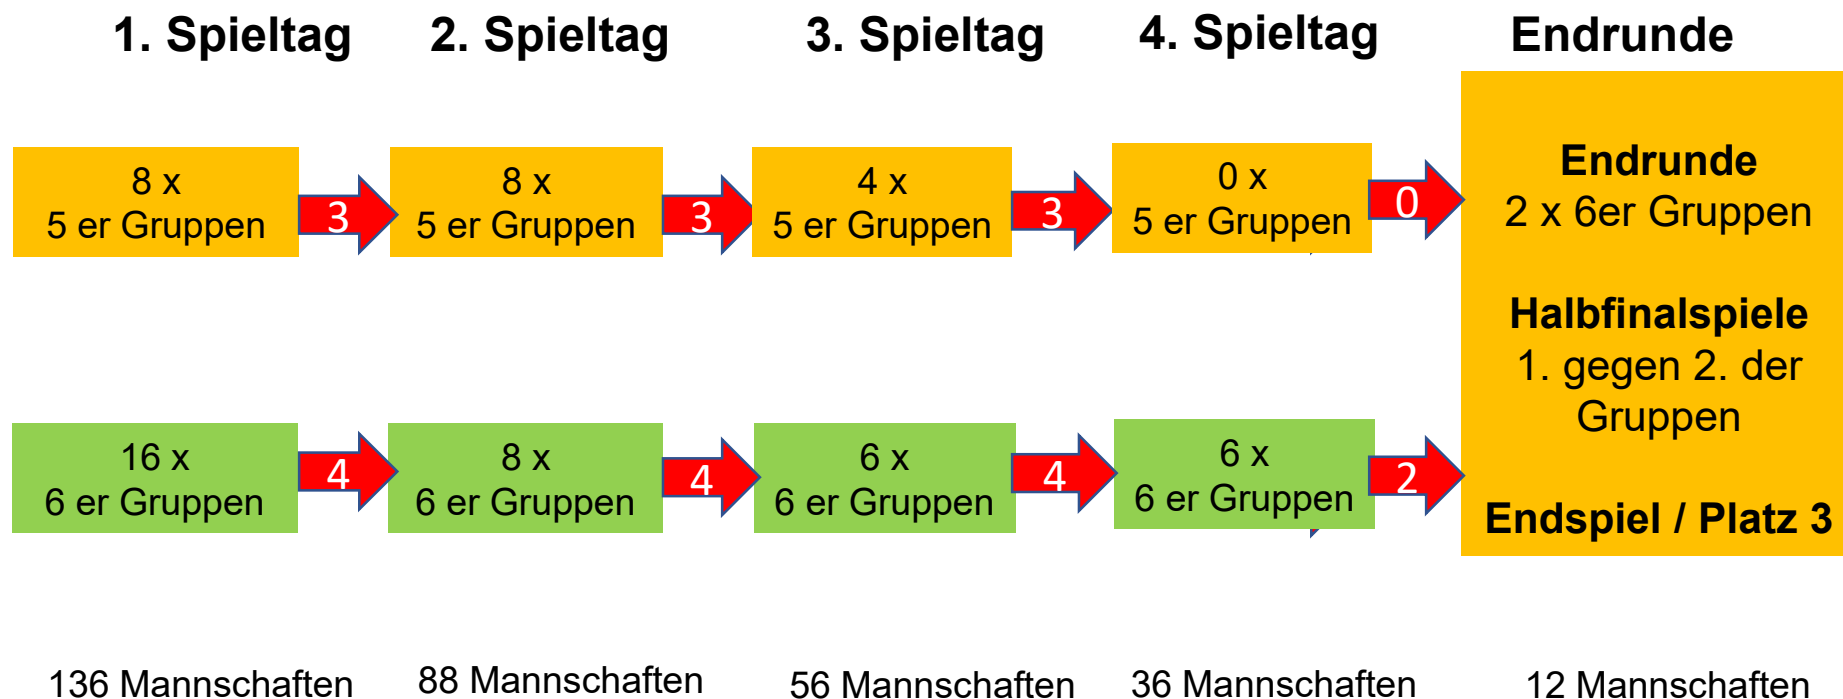 1. Spieltag
2. Spieltag
3. Spieltag
4. Spieltag
Endrunde
8 x
5 er Gruppen
3
8 x
5 er Gruppen
3
4 x
5 er Gruppen
3
0 x
5 er Gruppen
0
Endrunde
2 x 6er Gruppen
Halbfinalspiele
1. gegen 2. der
Gruppen
Endspiel / Platz 3
16 x
6 er Gruppen
4
8 x
6 er Gruppen
4
6 x
6 er Gruppen
4
6 x
6 er Gruppen
2
136 Mannschaften
88 Mannschaften
56 Mannschaften
36 Mannschaften
12 Mannschaften